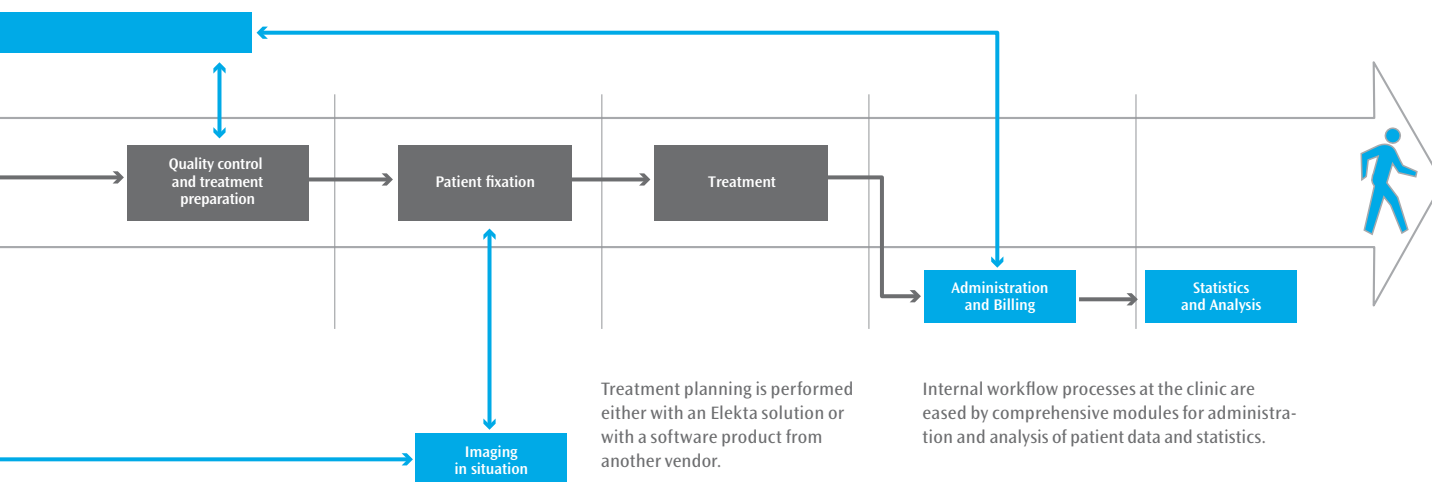 Quality control
and treatment
preparation
Patient fixation
Treatment
Administration
and Billing
Statistics
and Analysis
Treatment planning is performed
either with an Elekta solution or
with a software product from
another vendor.
Internal workflow processes at the clinic are
eased by comprehensive modules for administra-
tion and analysis of patient data and statistics.
Imaging
in situation